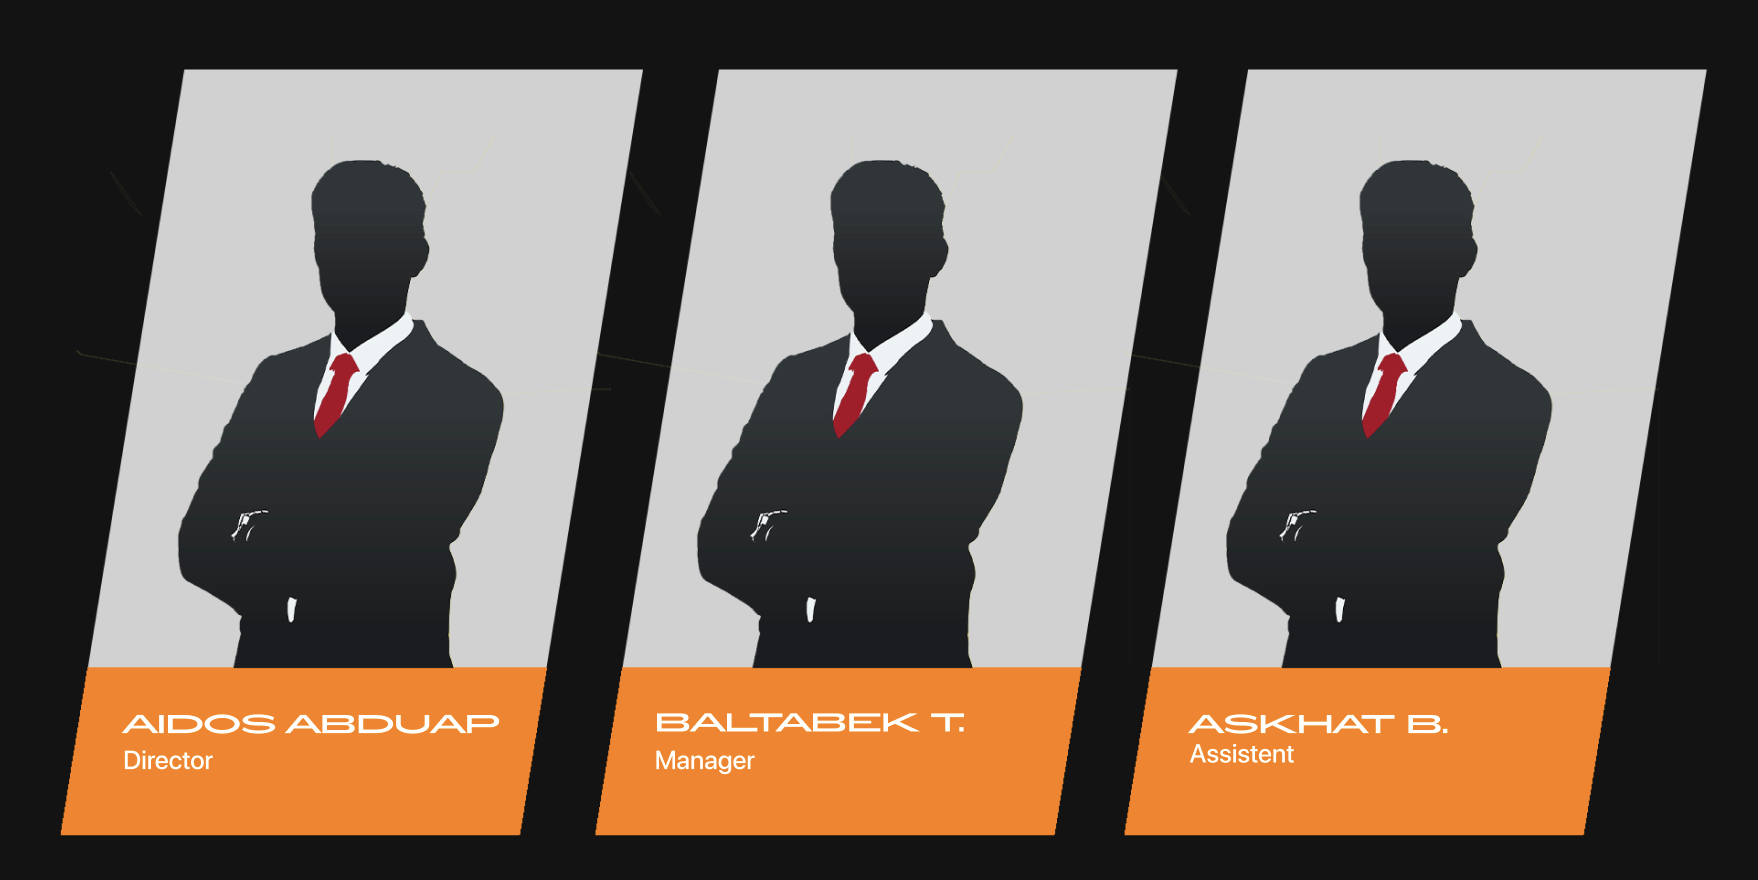 AIDOS ABDUAP
Director
BALTABEK T.
Manager
ASKHAT B.
Assistent